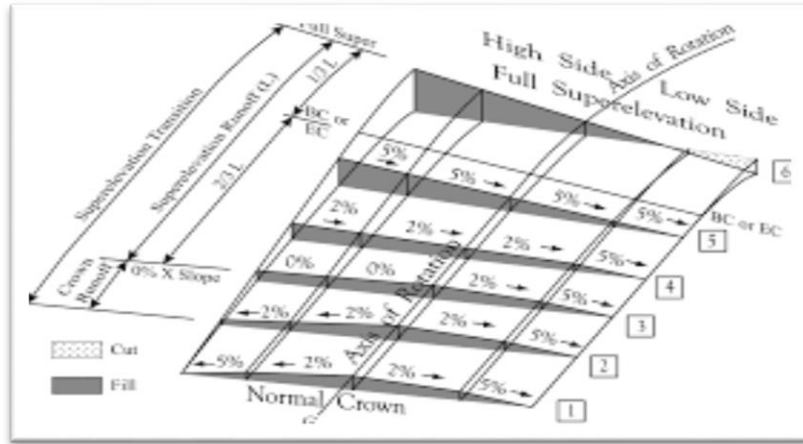 Full Super
High Side
Axis of Rotation
Low Side
Full Superelevation
1/3 L
BC or
EC
Superelevation Runoff (L)
Superelevation Transition
2/3 L
5%
5%
5%
5%
6
BC or EC
5
2%
2%
2%
5%
4
0% X Slope
Crown
Runoff
0%
0%
2%
5%
3
Axis of Rotation
2%
2%
2%
5%
2
Cut
Fill
5%
2%
2%
5%
1
Normal Crown